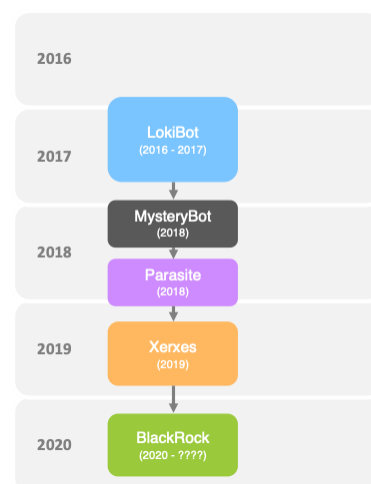 2016
LokiBot
(2016 - 2017)
2017
MysteryBot
(2018)
2018
Parasite
(2018)
2019
Xerxes
(2019)
2020
BlackRock
(2020 - ????)